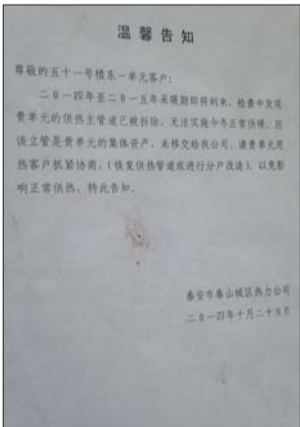 温馨告知
尊敬的五十一号楼东一单元客户：
二0一四年至二0一五年采暖期即将到来，检查中发现
贵单元的供热主管道已被拆除，无法实施今冬正常供暖，因
该立管是贵单元的集体资产，未移交给我公司，请贵单元用
热客户抓紧协商，（恢复供热管道或进行分户改造），以免影
响正常供热，特此告知。
泰安市泰山城区热力公司
二0一四年十月二十五日